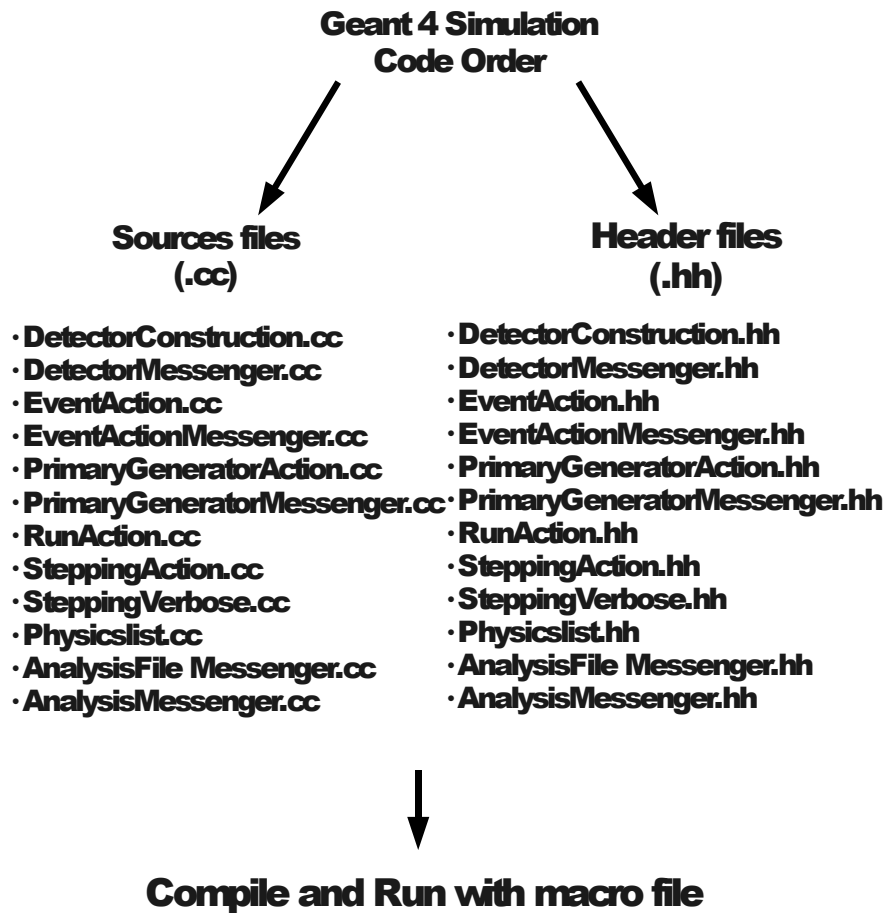 Geant 4 Simulation
Code Order
Sources files
(.cc)
· DetectorConstruction.cc
· DetectorMessenger.cc
· EventAction.cc
· EventActionMessenger.cc
· PrimaryGeneratorAction.cc
· PrimaryGeneratorMessenger.cc
· RunAction.cc
· SteppingAction.cc
· SteppingVerbose.cc
· Physicslist.cc
· AnalysisFile Messenger.cc
· AnalysisMessenger.cc
Header files
(.hh)
· DetectorConstruction.hh
· DetectorMessenger.hh
· EventAction.hh
· EventActionMessenger.hh
· PrimaryGeneratorAction.hh
· PrimaryGeneratorMessenger.hh
· RunAction.hh
· SteppingAction.hh
· SteppingVerbose.hh
· Physicslist.hh
· AnalysisFile Messenger.hh
· AnalysisMessenger.hh
Compile and Run with macro file